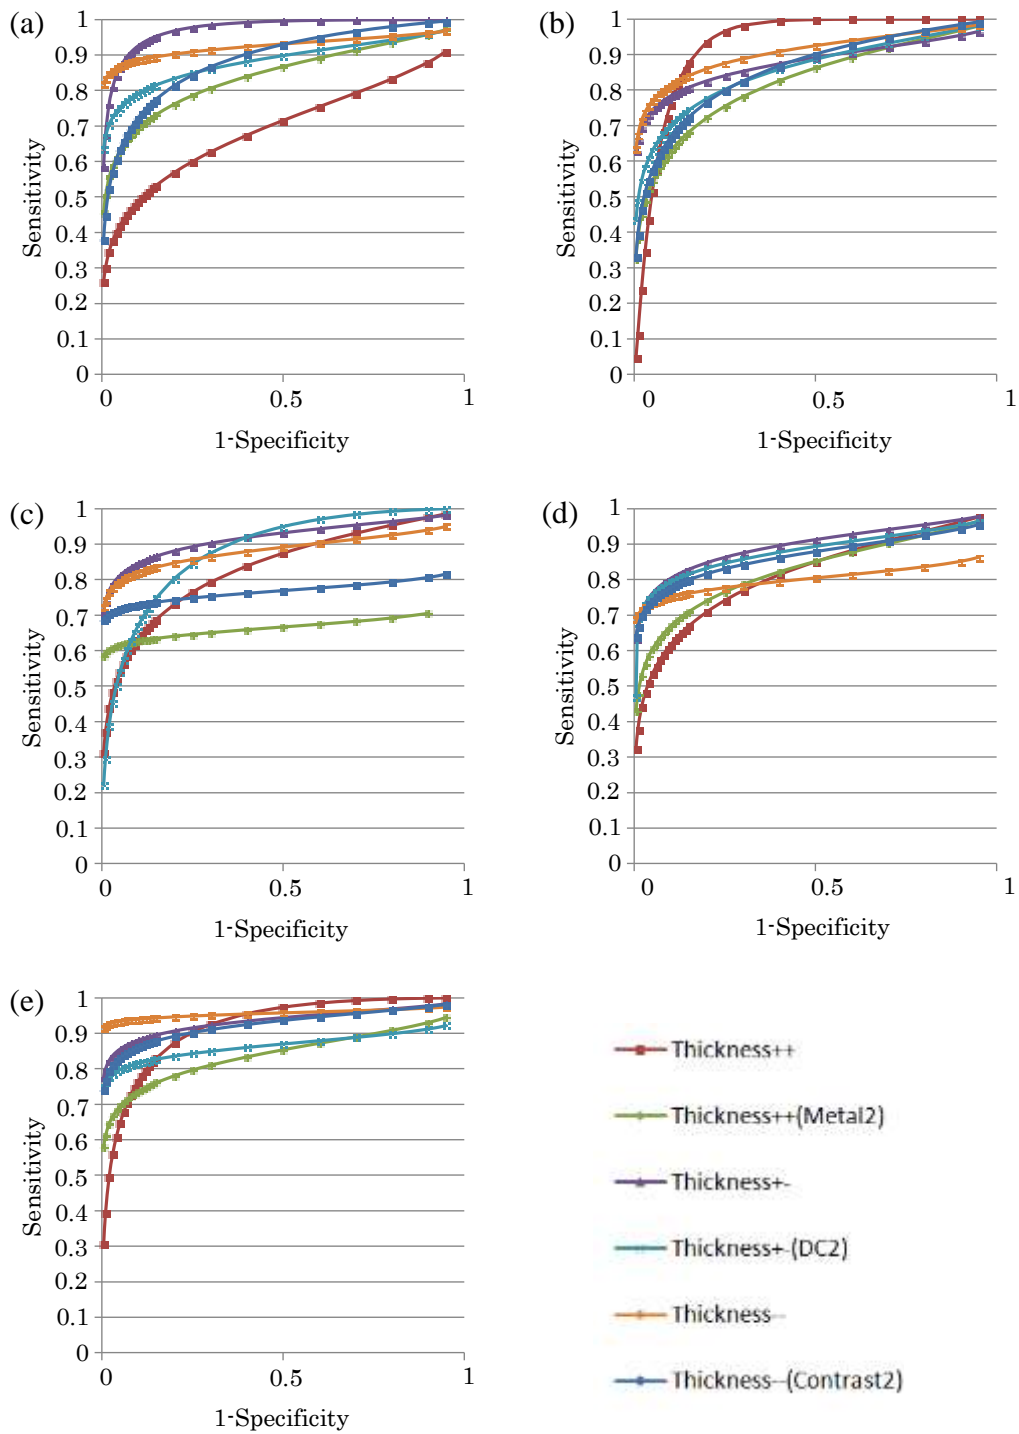 (a)
1
0.9
0.8
0.7
0.6
0.5
0.4
0.3
0.2
0.1
0
Sensitivity
0 0.5 1
1-Specificity
(b)
1
0.9
0.8
0.7
0.6
0.5
0.4
0.3
0.2
0.1
0
Sensitivity
0 0.5 1
1-Specificity
(c)
1
0.9
0.8
0.7
0.6
0.5
0.4
0.3
0.2
0.1
0
Sensitivity
0 0.5 1
1-Specificity
(d)
1
0.9
0.8
0.7
0.6
0.5
0.4
0.3
0.2
0.1
0
Sensitivity
0 0.5 1
1-Specificity
(e)
1
0.9
0.8
0.7
0.6
0.5
0.4
0.3
0.2
0.1
0
Sensitivity
0 0.5 1
1-Specificity
Thickness++
Thickness++(Metal2)
Thickness+-
Thickness+-(DC2)
Thickness--
Thickness--(Contrast2)